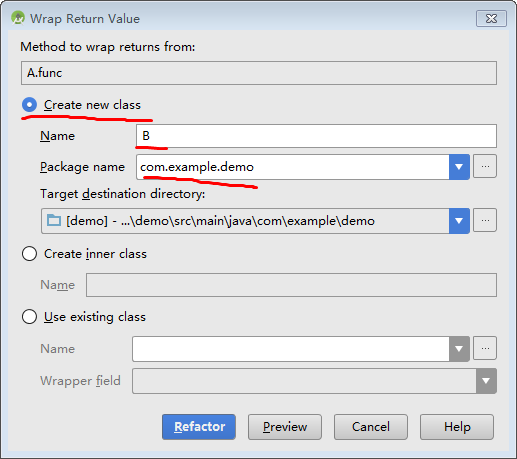 Wrap Return Value
Method to wrap returns from:
A.func
Create new class
Name B
Package name com.example.demo ...
Target destination directory:
[demo] - ...\demo\src\main\java\com\example\demo ...
Create inner class
Name
Use existing class
Name ...
Wrapper field
Refactor Preview Cancel Help